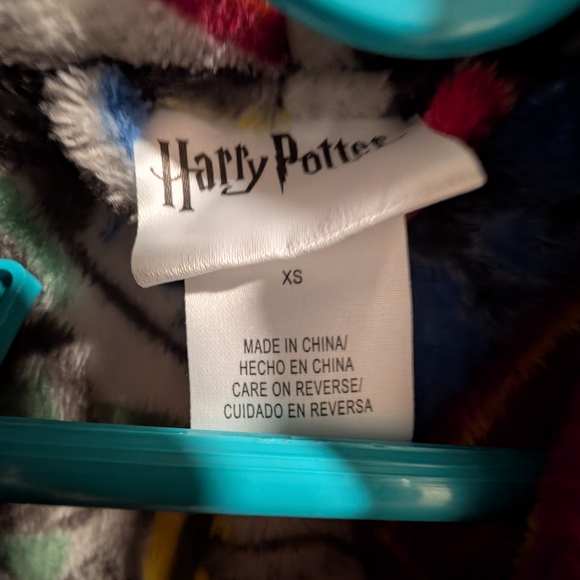 Harry Potter
XS
MADE IN CHINA/
HECHO EN CHINA
CARE ON REVERSE/
CUIDADO EN REVERSA